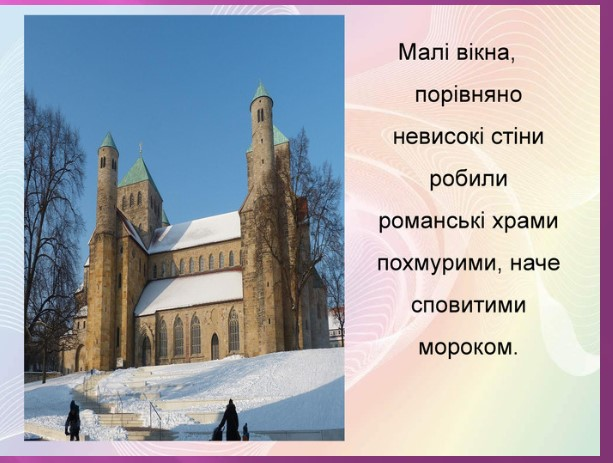 Малі вікна,
порівняно
невисокі стіни
робили
романські храми
похмурими, наче
сповитими
мороком.